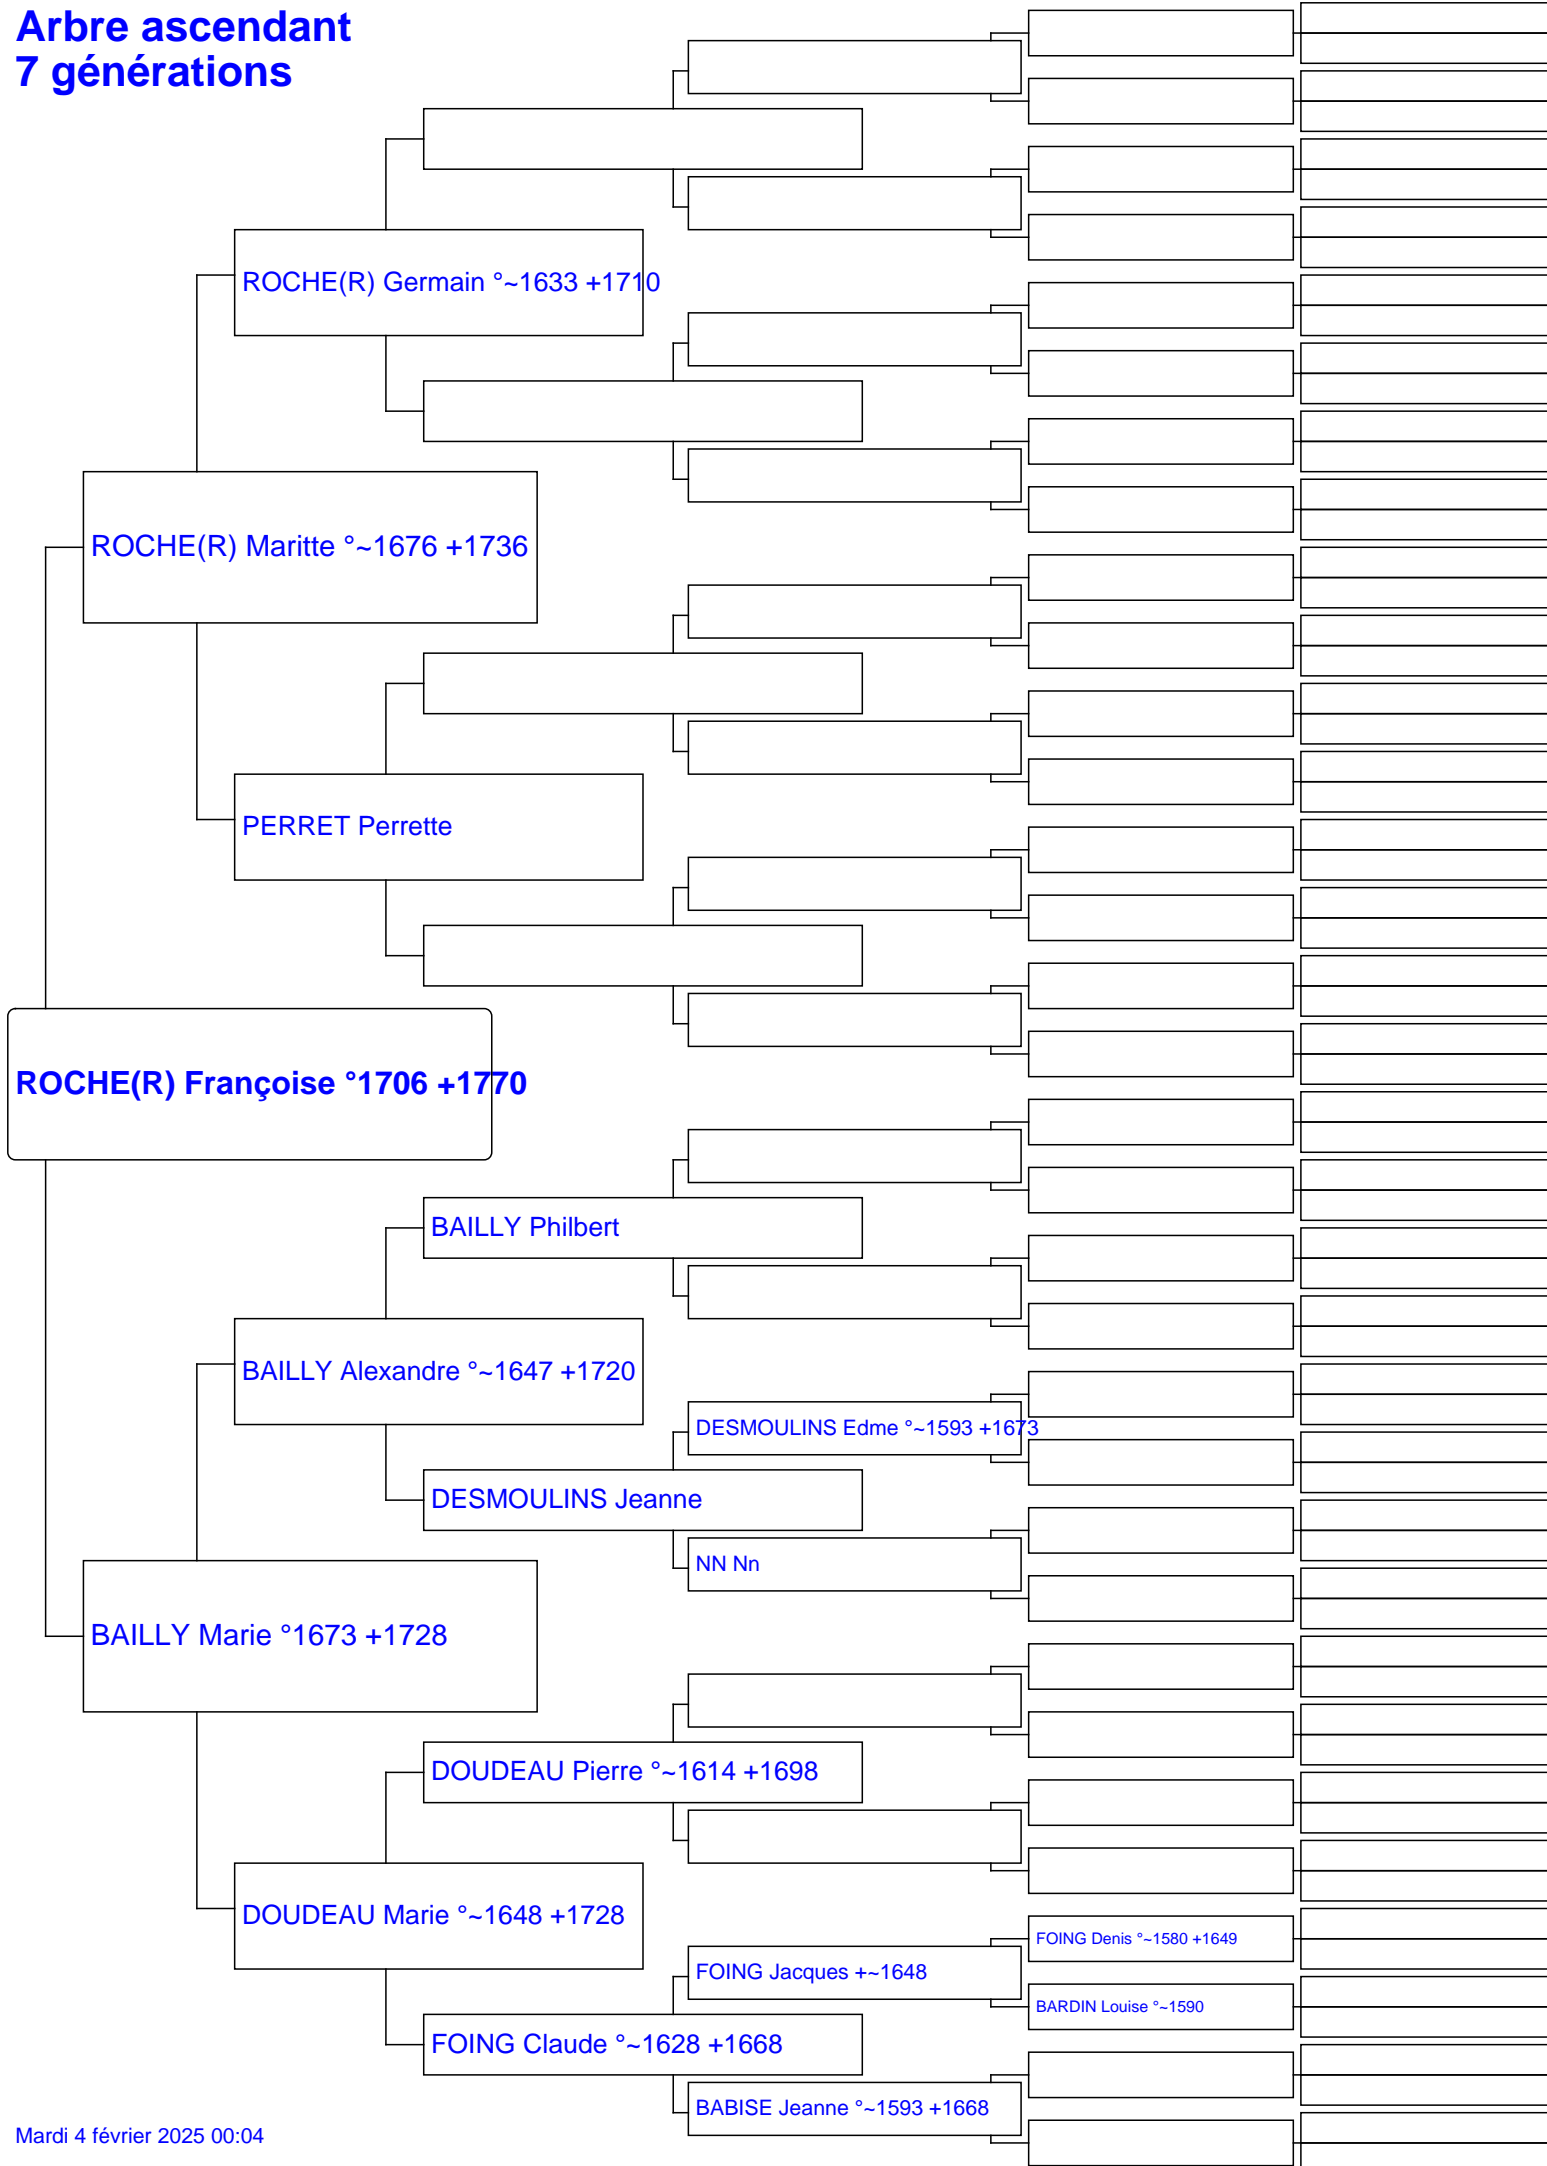 Arbre ascendant
7 générations
ROCHE(R) Germain °~1633 +1710
ROCHE(R) Maritte °~1676 +1736
PERRET Perrette
ROCHE(R) Françoise °1706 +1770
BAILLY Philbert
BAILLY Alexandre °~1647 +1720
DESMOULINS Edme °~1593 +1673
DESMOULINS Jeanne
NN Nn
BAILLY Marie °1673 +1728
DOUDEAU Pierre °~1614 +1698
DOUDEAU Marie °~1648 +1728
FOING Denis °~1580 +1649
FOING Jacques +~1648
BARDIN Louise °~1590
FOING Claude °~1628 +1668
BABISE Jeanne °~1593 +1668
Mardi 4 février 2025 00:04